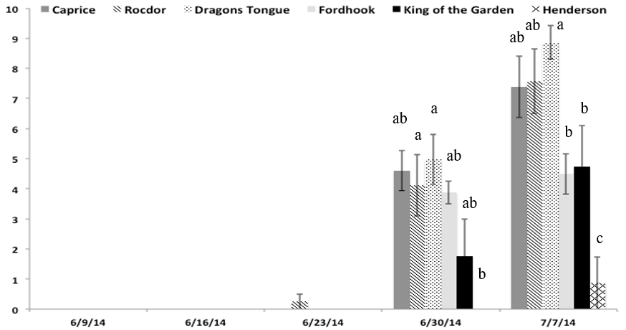 10 Caprice Rocdor Dragons Tongue Fordhook King of the Garden Henderson
ab ab a
9
8
7
6
ab a a ab ab b b
5
4
3
2
b c
1
0
6/9/14 6/16/14 6/23/14 6/30/14 7/7/14